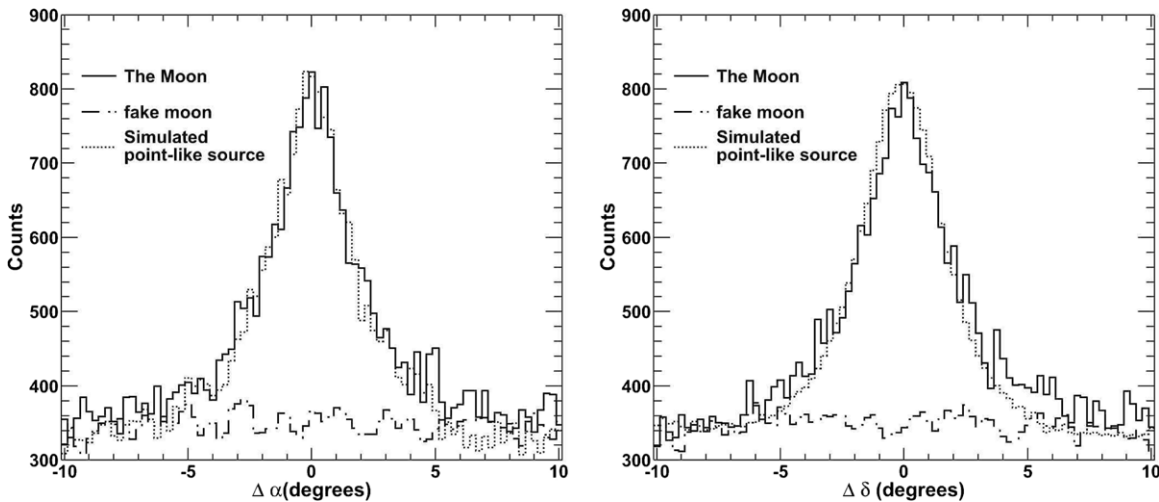 900
800
700
600
500
400
300
Counts
The Moon
fake moon
Simulated
point-like source
-10 -5 0 5 10
Δ α(degrees)
900
800
700
600
500
400
300
Counts
The Moon
fake moon
Simulated
point-like source
-10 -5 0 5 10
Δ δ (degrees)